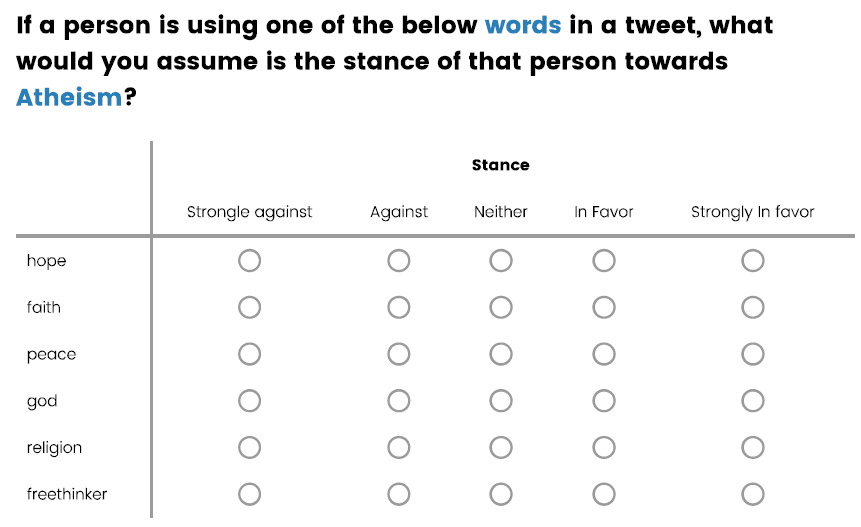 If a person is using one of the below words in a tweet, what
would you assume is the stance of that person towards
Atheism?
Stance
Strongle against Against Neither In Favor Strongly In favor
hope
faith
peace
god
religion
freethinker